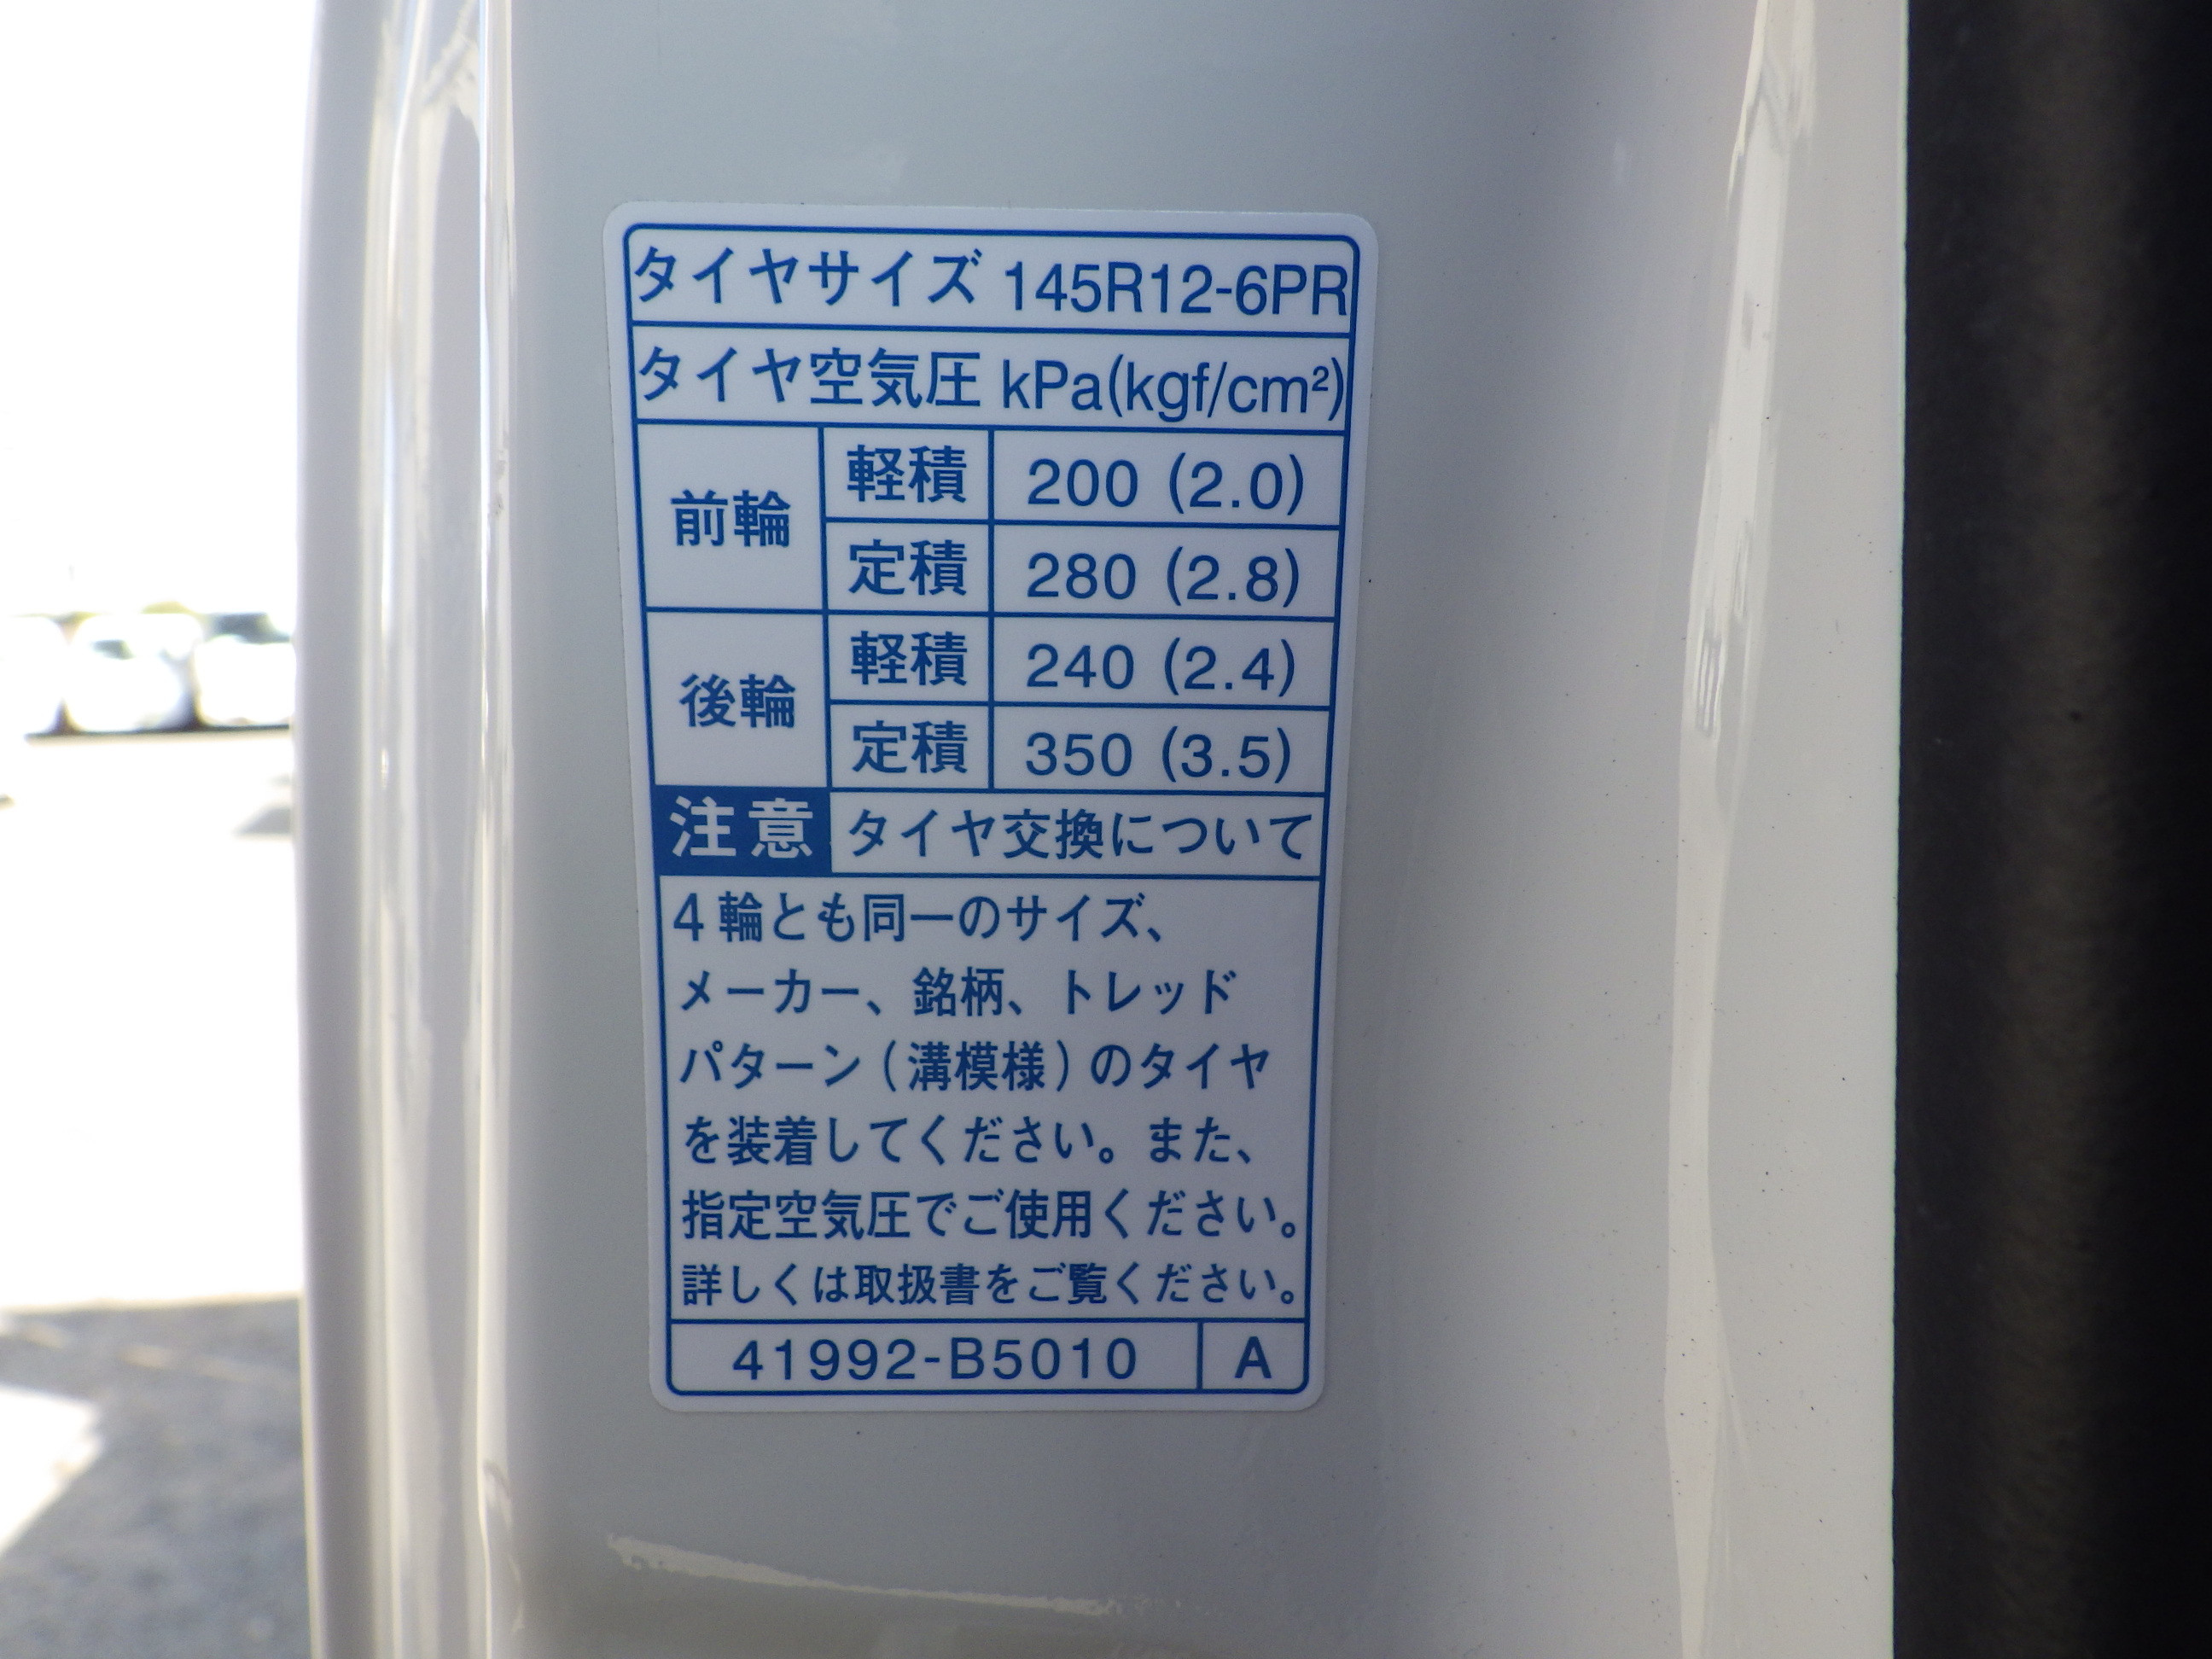 タイヤサイズ 145R12-6PR
タイヤ空気圧 kPa(kgf/cm²)
前輪 軽積 200 (2.0)
定積 280 (2.8)
後輪 軽積 240 (2.4)
定積 350 (3.5)
注意 タイヤ交換について
4輪とも同一のサイズ、
メーカー、銘柄、トレッド
パターン(溝模様)のタイヤ
を装着してください。また、
指定空気圧でご使用ください。
詳しくは取扱書をご覧ください。
41992-B5010 A